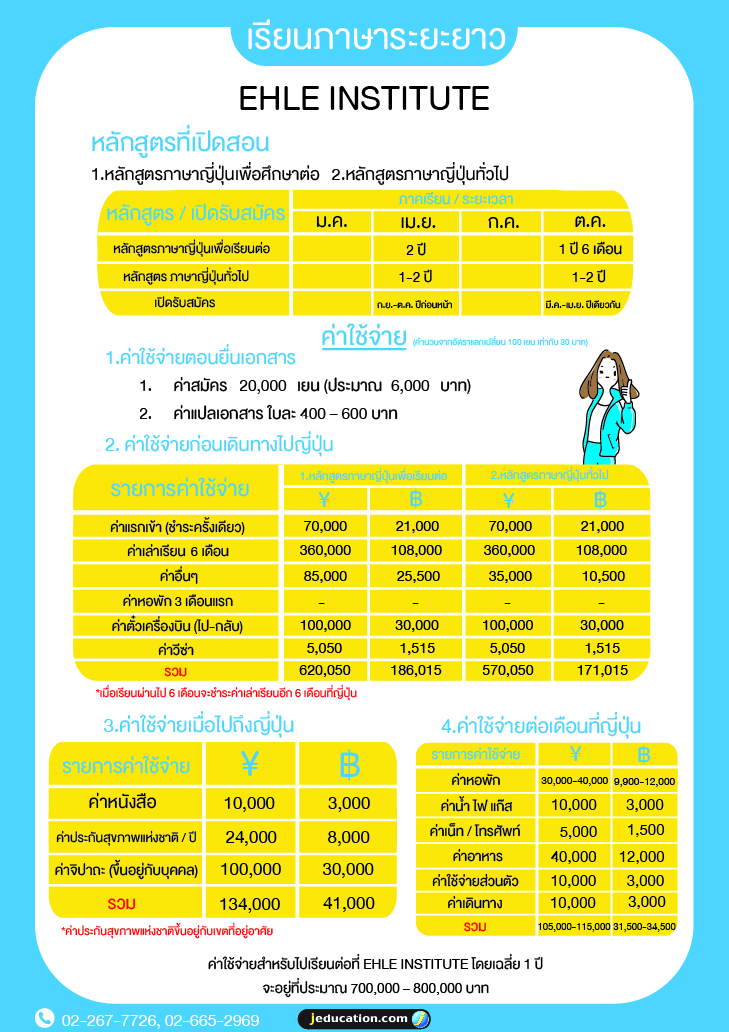 เรียนภาษาระยะยาว
EHLE INSTITUTE
หลักสูตรที่เปิดสอน
1.หลักสูตรภาษาญี่ปุ่นเพื่อศึกษาต่อ 2.หลักสูตรภาษาญี่ปุ่นทั่วไป
หลักสูตร / เปิดรับสมัคร ภาคเรียน / ระยะเวลา
ม.ค. เม.ย. ก.ค. ต.ค.
หลักสูตรภาษาญี่ปุ่นเพื่อเรียนต่อ 2 ปี 1 ปี 6 เดือน
หลักสูตร ภาษาญี่ปุ่นทั่วไป 1-2 ปี 1-2 ปี
เปิดรับสมัคร ก.ย.-ต.ค. ปีก่อนหน้า มี.ค.-เม.ย. ปีเดียวกัน
ค่าใช้จ่าย (คำนวนจากอัตราแลกเปลี่ยน 100 เยน เท่ากับ 30 บาท)
1.ค่าใช้จ่ายตอนยื่นเอกสาร
1. ค่าสมัคร 20,000 เยน (ประมาณ 6,000 บาท)
2. ค่าแปลเอกสาร ใบละ 400 – 600 บาท
2. ค่าใช้จ่ายก่อนเดินทางไปญี่ปุ่น
รายการค่าใช้จ่าย 1.หลักสูตรภาษาญี่ปุ่นเพื่อเรียนต่อ 2.หลักสูตรภาษาญี่ปุ่นทั่วไป
¥ ฿ ¥ ฿
ค่าแรกเข้า (ชำระครั้งเดียว) 70,000 21,000 70,000 21,000
ค่าเล่าเรียน 6 เดือน 360,000 108,000 360,000 108,000
ค่าอื่นๆ 85,000 25,500 35,000 10,500
ค่าหอพัก 3 เดือนแรก - - - -
ค่าตั๋วเครื่องบิน (ไป-กลับ) 100,000 30,000 100,000 30,000
ค่าวีซ่า 5,050 1,515 5,050 1,515
รวม 620,050 186,015 570,050 171,015
*เมื่อเรียนผ่านไป 6 เดือนจะชำระค่าเล่าเรียนอีก 6 เดือนที่ญี่ปุ่น
3.ค่าใช้จ่ายเมื่อไปถึงญี่ปุ่น
รายการค่าใช้จ่าย ¥ ฿
ค่าหนังสือ 10,000 3,000
ค่าประกันสุขภาพแห่งชาติ / ปี 24,000 8,000
ค่าจิปาถะ (ขึ้นอยู่กับบุคคล) 100,000 30,000
รวม 134,000 41,000
*ค่าประกันสุขภาพแห่งชาติขึ้นอยู่กับเขตที่อยู่อาศัย
4.ค่าใช้จ่ายต่อเดือนที่ญี่ปุ่น
รายการค่าใช้จ่าย ¥ ฿
ค่าหอพัก 30,000-40,000 9,900-12,000
ค่าน้ำ ไฟ แก๊ส 10,000 3,000
ค่าเน็ท / โทรศัพท์ 5,000 1,500
ค่าอาหาร 40,000 12,000
ค่าใช้จ่ายส่วนตัว 10,000 3,000
ค่าเดินทาง 10,000 3,000
รวม 105,000-115,000 31,500-34,500
ค่าใช้จ่ายสำหรับไปเรียนต่อที่ EHLE INSTITUTE โดยเฉลี่ย 1 ปี
จะอยู่ที่ประมาณ 700,000 – 800,000 บาท
02-267-7726, 02-665-2969 jeducation.com